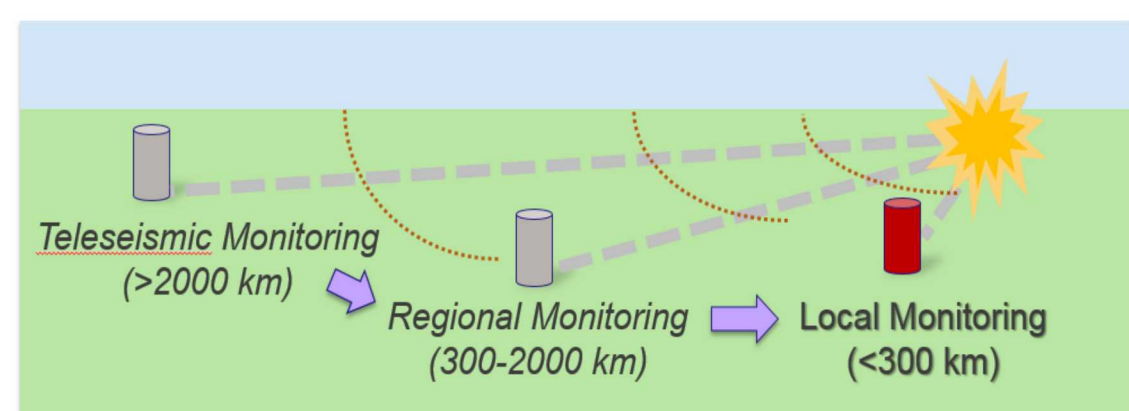 Teleseismic Monitoring
(>2000 km)
Regional Monitoring
(300-2000 km)
Local Monitoring
(<300 km)